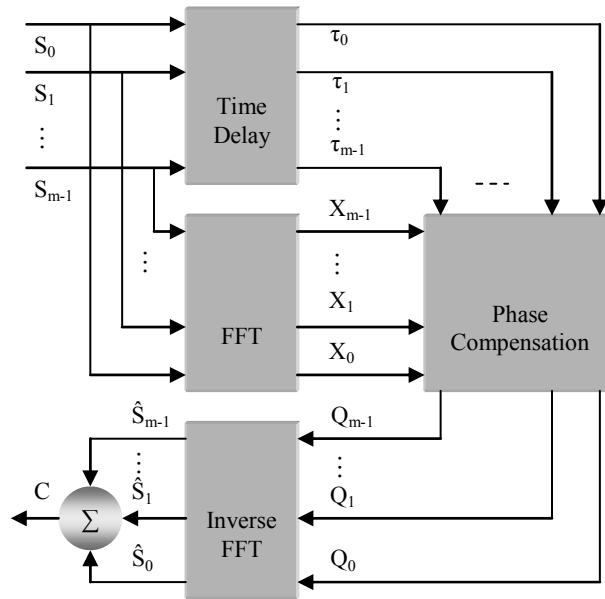 S₀
S₁
⋮
Sₘ₋₁
Time
Delay
τ₀
τ₁
⋮
τₘ₋₁
---
⋮
FFT
Xₘ₋₁
⋮
X₁
X₀
Phase
Compensation
Ŝₘ₋₁
⋮
Ŝ₁
Ŝ₀
C
Σ
Inverse
FFT
Qₘ₋₁
⋮
Q₁
Q₀